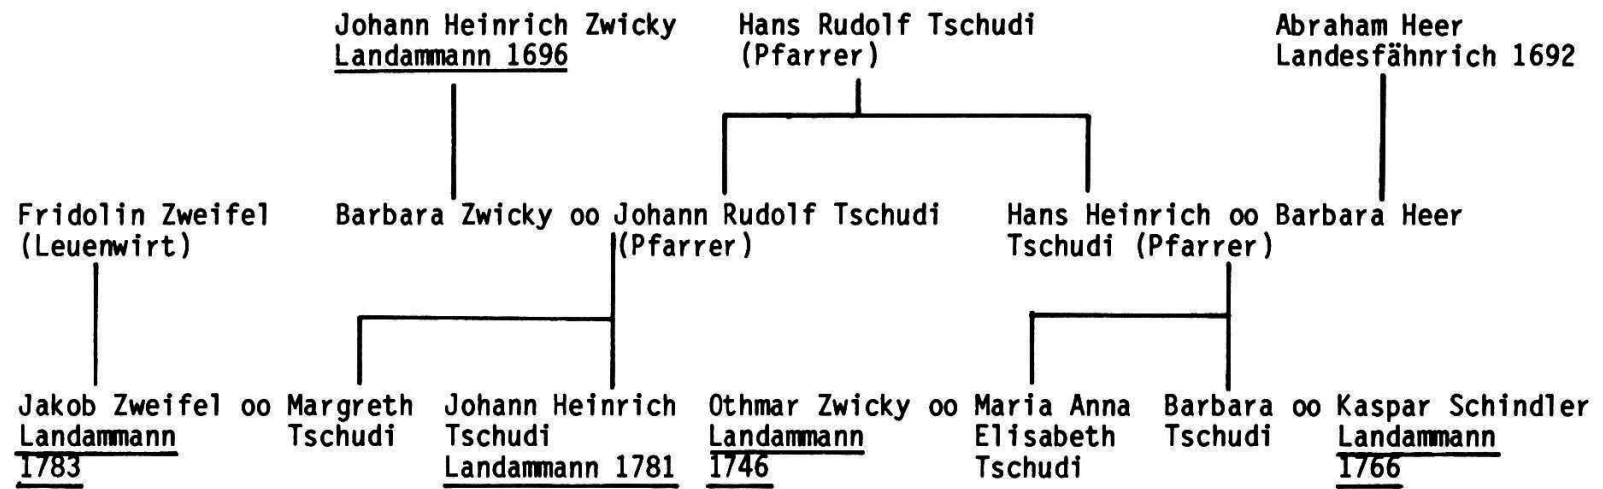 Johann Heinrich Zwicky
Landammann 1696
Hans Rudolf Tschudi
(Pfarrer)
Abraham Heer
Landesfähnrich 1692
Fridolin Zweifel
(Leuenwirt)
Barbara Zwicky oo Johann Rudolf Tschudi
(Pfarrer)
Hans Heinrich oo Barbara Heer
Tschudi (Pfarrer)
Jakob Zweifel oo Margreth
Landammann Tschudi
1783
Johann Heinrich
Tschudi
Landammann 1781
Othmar Zwicky oo Maria Anna
Landammann Elisabeth
1746 Tschudi
Barbara oo Kaspar Schindler
Tschudi Landammann
1766